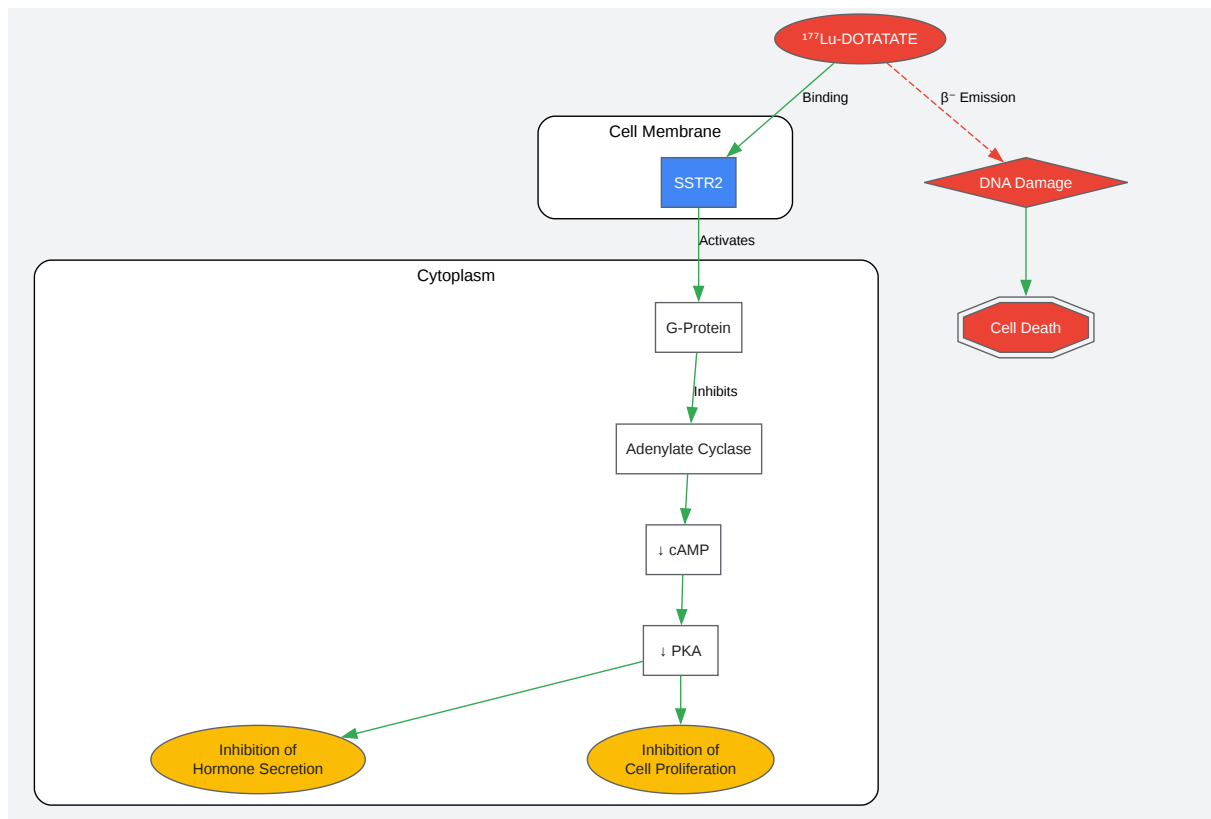 ¹⁷⁷Lu-DOTATATE
Binding
β⁻ Emission
Cell Membrane
SSTR2
DNA Damage
Activates
Cytoplasm
G-Protein
Cell Death
Inhibits
Adenylate Cyclase
↓ cAMP
↓ PKA
Inhibition of
Hormone Secretion
Inhibition of
Cell Proliferation